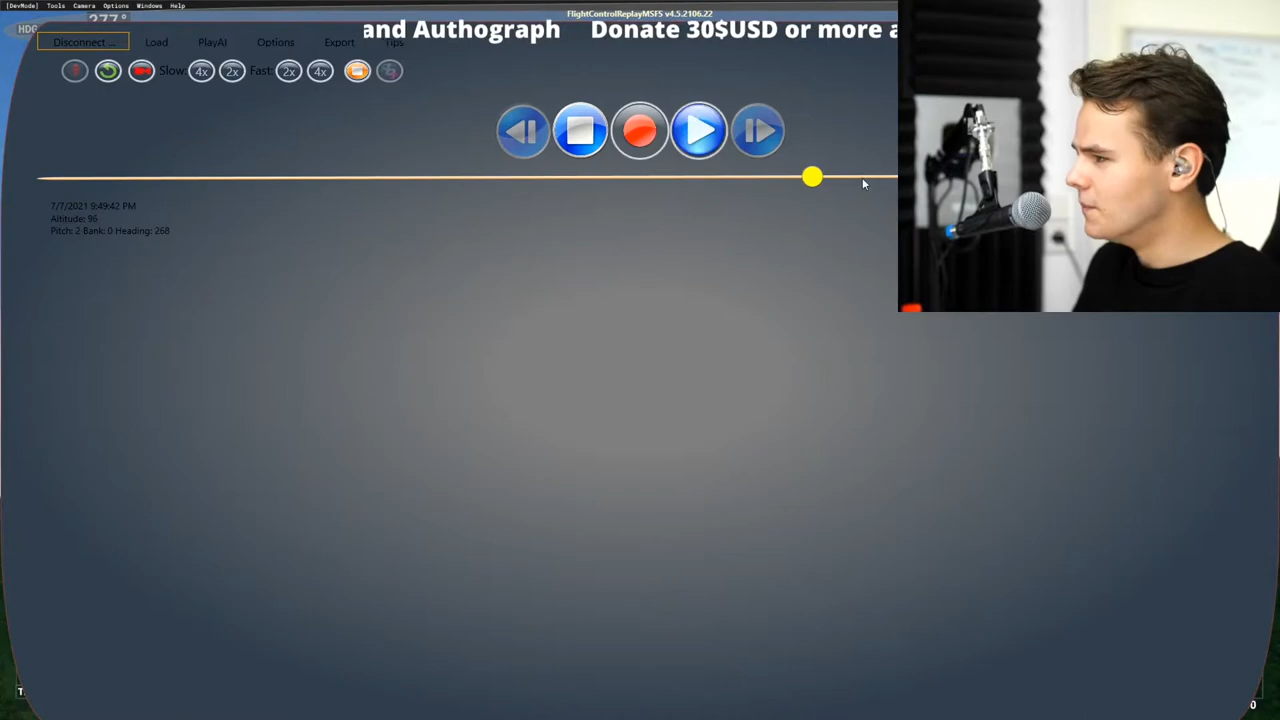 [DevMode] Tools Camera Options Windows Help
HDG 277°
FlightControlReplayMSFS v4.5.2106.22
and Authograph Donate 30$USD or more a
Disconnect ... Load PlayAI Options Export Tips
Slow: 4x 2x Fast: 2x 4x
7/7/2021 9:49:42 PM
Altitude: 96
Pitch: 2 Bank: 0 Heading: 268